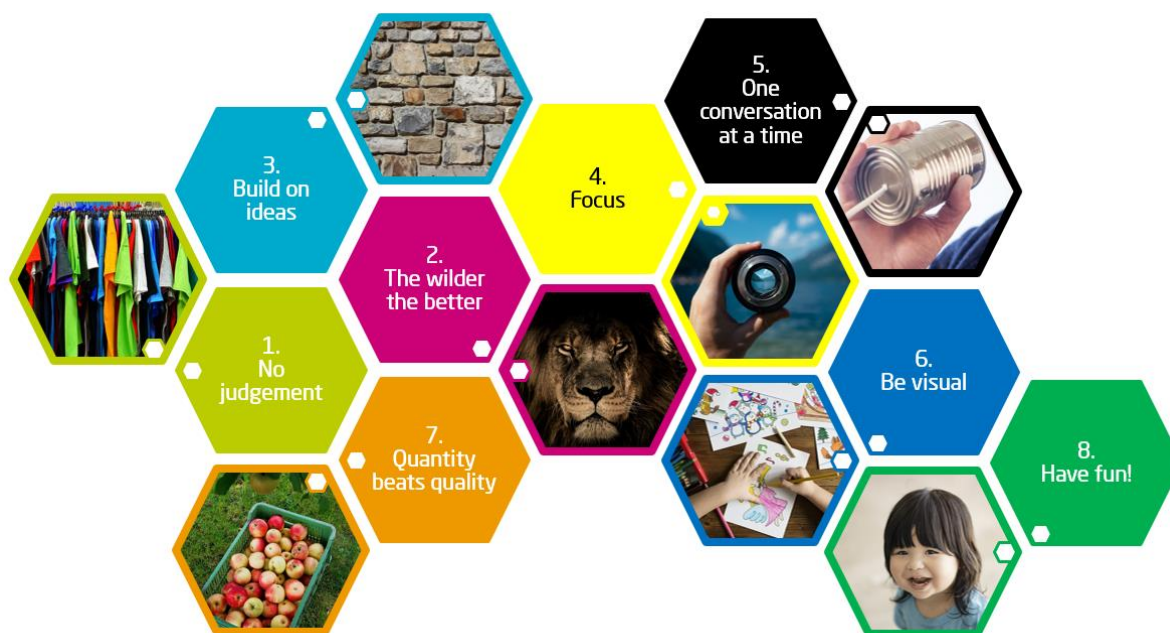 1.
No
judgement
2.
The wilder
the better
3.
Build on
ideas
4.
Focus
5.
One
conversation
at a time
6.
Be visual
7.
Quantity
beats quality
8.
Have fun!